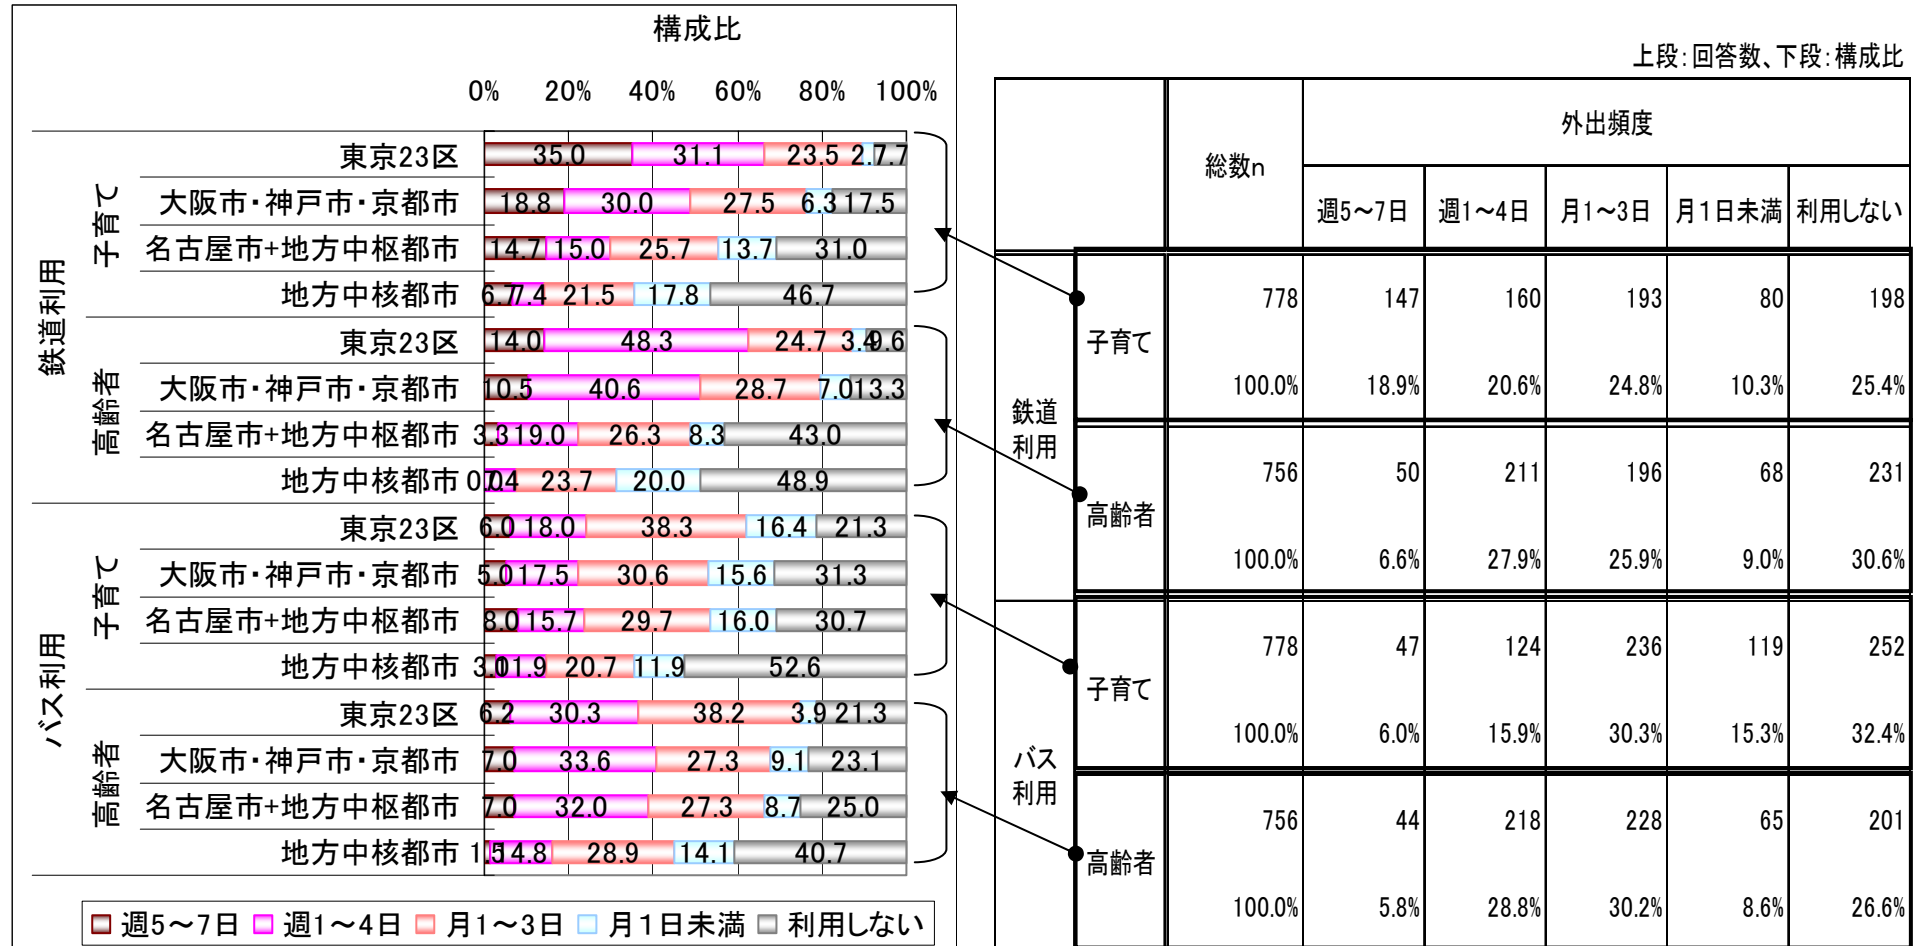 構成比
0% 20% 40% 60% 80% 100%
鉄道利用
子育て
東京23区 35.0 31.1 23.5 2.7 7.7
大阪市・神戸市・京都市 18.8 30.0 27.5 6.3 17.5
名古屋市+地方中枢都市 14.7 15.0 25.7 13.7 31.0
地方中核都市 6.7 7.4 21.5 17.8 46.7
高齢者
東京23区 14.0 48.3 24.7 3.4 9.6
大阪市・神戸市・京都市 10.5 40.6 28.7 7.0 13.3
名古屋市+地方中枢都市 3.3 19.0 26.3 8.3 43.0
地方中核都市 23.7 20.0 48.9
バス利用
子育て
東京23区 6.0 18.0 38.3 16.4 21.3
大阪市・神戸市・京都市 5.0 17.5 30.6 15.6 31.3
名古屋市+地方中枢都市 8.0 15.7 29.7 16.0 30.7
地方中核都市 3.0 11.9 20.7 11.9 52.6
高齢者
東京23区 6.2 30.3 38.2 3.9 21.3
大阪市・神戸市・京都市 7.0 33.6 27.3 9.1 23.1
名古屋市+地方中枢都市 7.0 32.0 27.3 8.7 25.0
地方中核都市 1.5 14.8 28.9 14.1 40.7
週5～7日 週1～4日 月1～3日 月1日未満 利用しない
上段:回答数、下段:構成比
総数n 外出頻度
週5～7日 週1～4日 月1～3日 月1日未満 利用しない
鉄道
利用
子育て
778 147 160 193 80 198
100.0% 18.9% 20.6% 24.8% 10.3% 25.4%
高齢者
756 50 211 196 68 231
100.0% 6.6% 27.9% 25.9% 9.0% 30.6%
バス
利用
子育て
778 47 124 236 119 252
100.0% 6.0% 15.9% 30.3% 15.3% 32.4%
高齢者
756 44 218 228 65 201
100.0% 5.8% 28.8% 30.2% 8.6% 26.6%